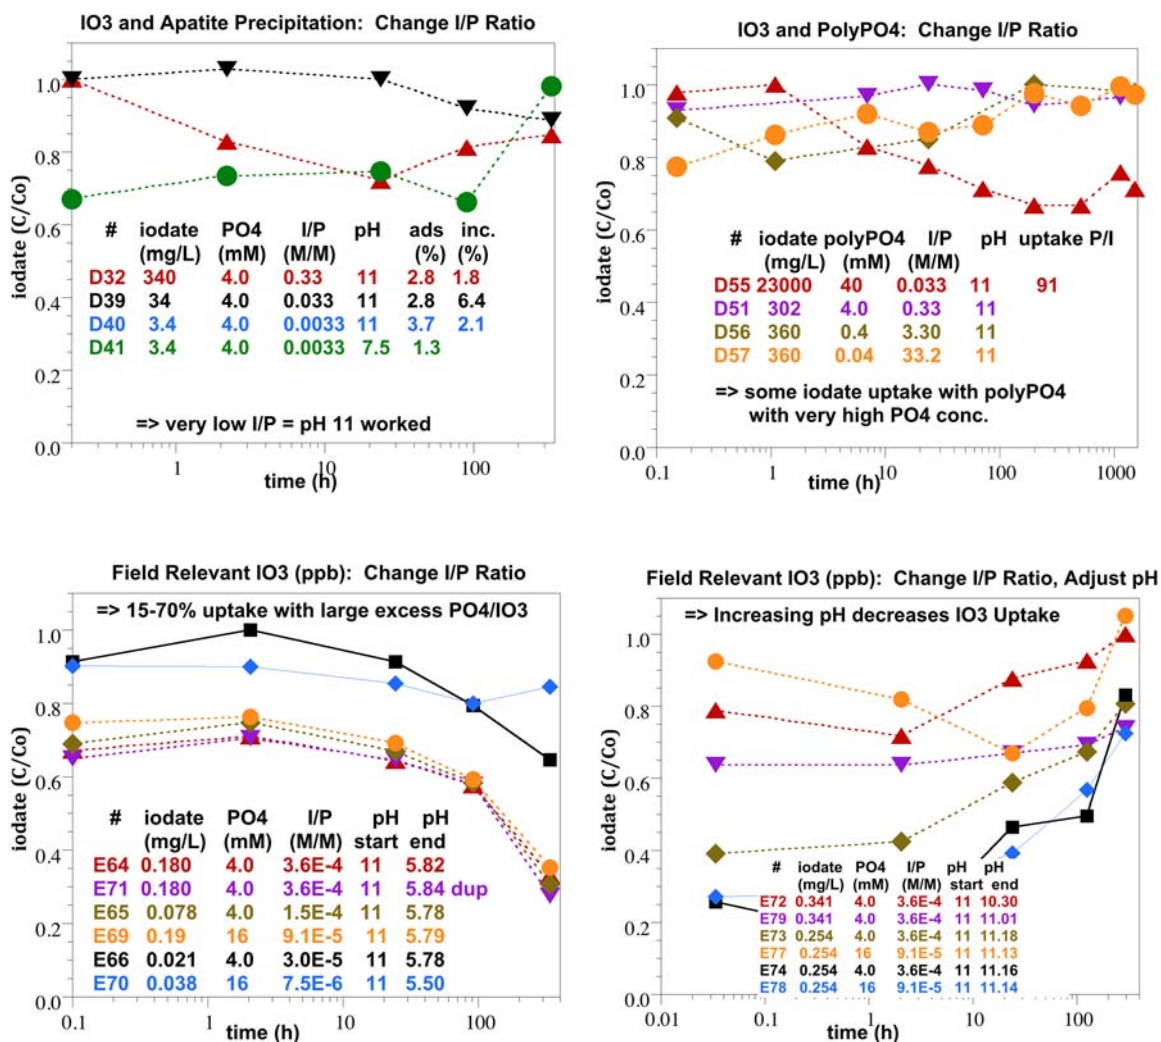 IO3 and Apatite Precipitation: Change I/P Ratio
iodate (C/Co)
1.0
0.8
0.6
0.4
0.2
0.0
# iodate PO4 I/P pH ads inc.
(mg/L) (mM) (M/M) (%) (%)
D32 340 4.0 0.33 11 2.8 1.8
D39 34 4.0 0.033 11 2.8 6.4
D40 3.4 4.0 0.0033 11 3.7 2.1
D41 3.4 4.0 0.0033 7.5 1.3
=> very low I/P = pH 11 worked
1 10 100
time (h)
IO3 and PolyPO4: Change I/P Ratio
iodate (C/Co)
1.0
0.8
0.6
0.4
0.2
0.0
# iodate polyPO4 I/P pH uptake P/I
(mg/L) (mM) (M/M)
D55 23000 40 0.033 11 91
D51 302 4.0 0.33 11
D56 360 0.4 3.30 11
D57 360 0.04 33.2 11
=> some iodate uptake with polyPO4
with very high PO4 conc.
0.1 1 10 100 1000
time (h)
Field Relevant IO3 (ppb): Change I/P Ratio
=> 15-70% uptake with large excess PO4/IO3
iodate (C/Co)
1.0
0.8
0.6
0.4
0.2
0.0
# iodate PO4 I/P pH pH
(mg/L) (mM) (M/M) start end
E64 0.180 4.0 3.6E-4 11 5.82
E71 0.180 4.0 3.6E-4 11 5.84 dup
E65 0.078 4.0 1.5E-4 11 5.78
E69 0.19 16 9.1E-5 11 5.79
E66 0.021 4.0 3.0E-5 11 5.78
E70 0.038 16 7.5E-6 11 5.50
0.1 1 10 100
time (h)
Field Relevant IO3 (ppb): Change I/P Ratio, Adjust pH
=> Increasing pH decreases IO3 Uptake
iodate (C/Co)
1.0
0.8
0.6
0.4
0.2
0.0
# iodate PO4 I/P pH pH
(mg/L) (mM) (M/M) start end
E72 0.341 4.0 3.6E-4 11 10.30
E79 0.341 4.0 3.6E-4 11 11.01
E73 0.254 4.0 3.6E-4 11 11.18
E77 0.254 16 9.1E-5 11 11.13
E74 0.254 4.0 3.6E-4 11 11.16
E78 0.254 16 9.1E-5 11 11.14
0.01 0.1 1 10 100
time (h)